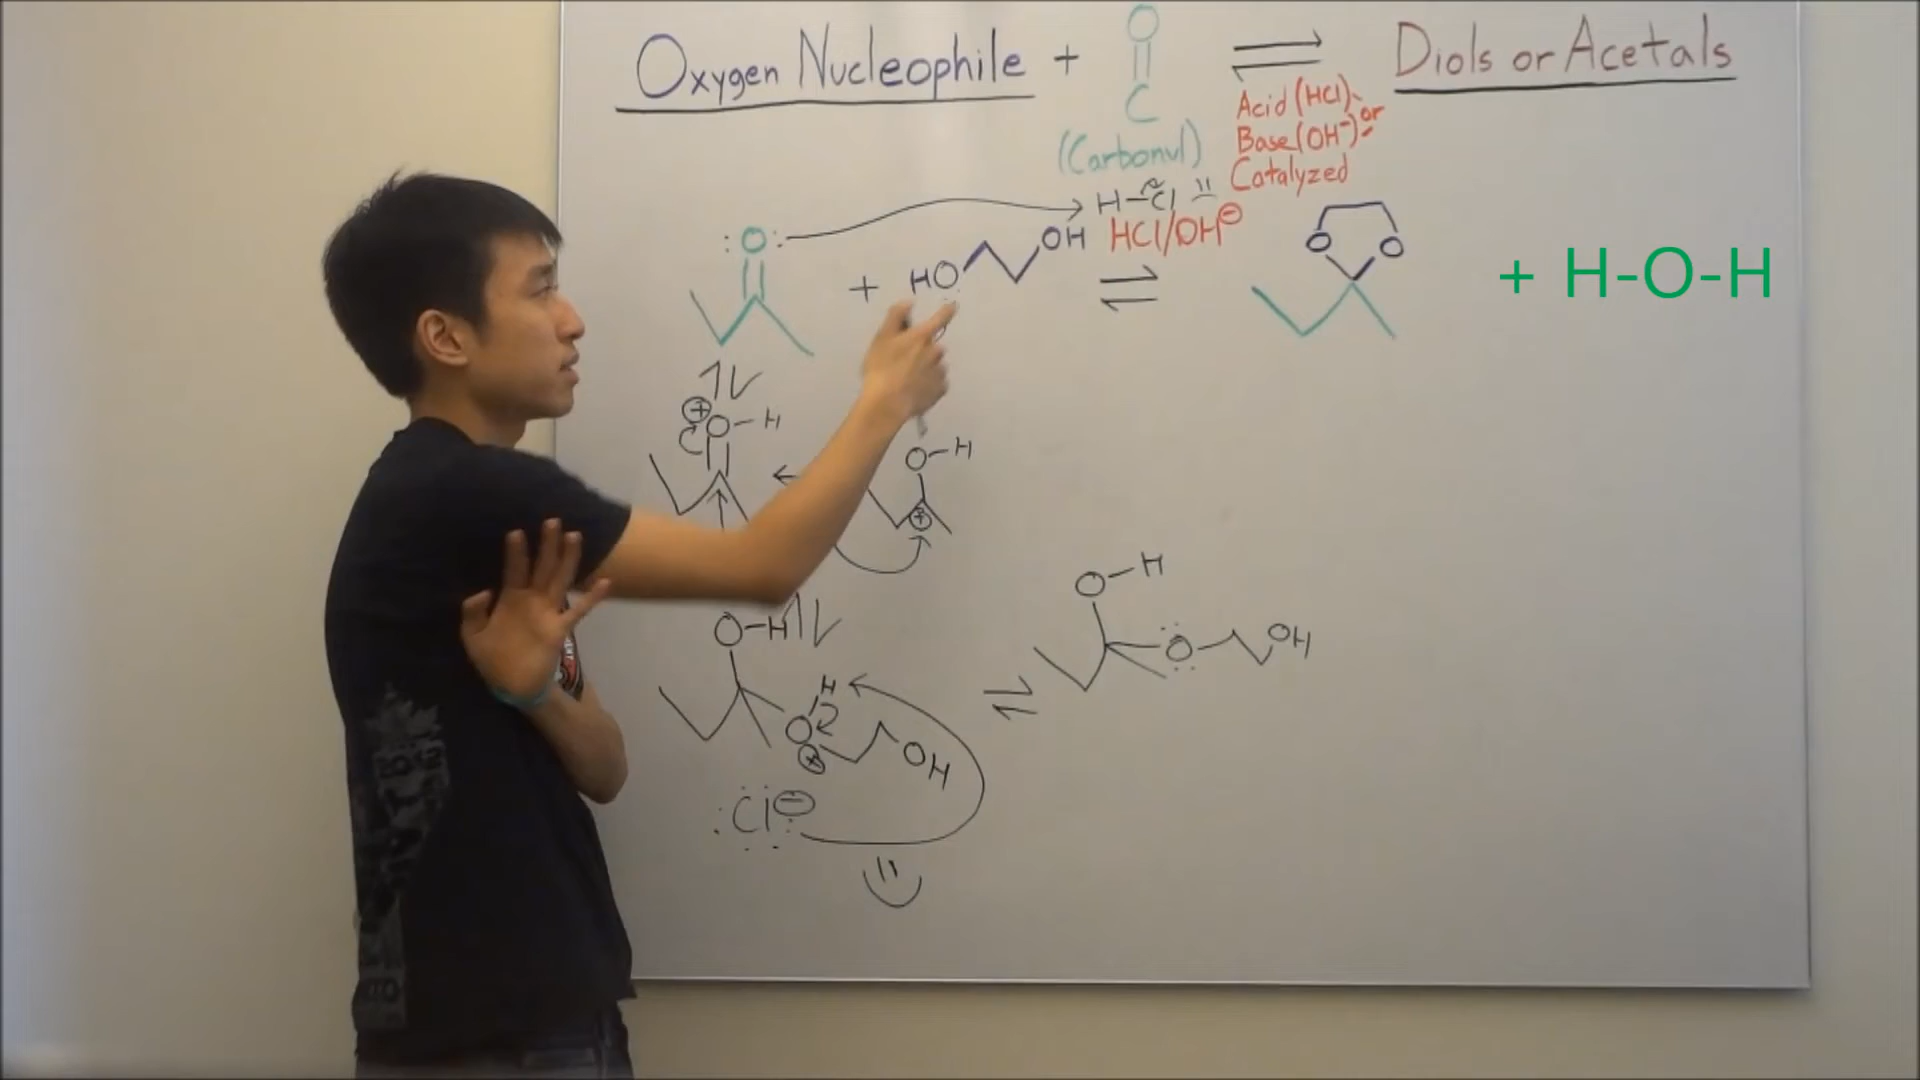 Oxygen Nucleophile + O ⇌ Diols or Acetals
C
(Carbonyl)
Acid (HCl) or
Base (OH⁻)
Catalyzed
H-Cl
HCl/OH⊖
:O: + HO OH ⇌ O O + H-O-H
⊕
O-H
O-H
⊕
O-H
O-H
H
O
⊕
OH
O OH
⇌
:Cl⊖